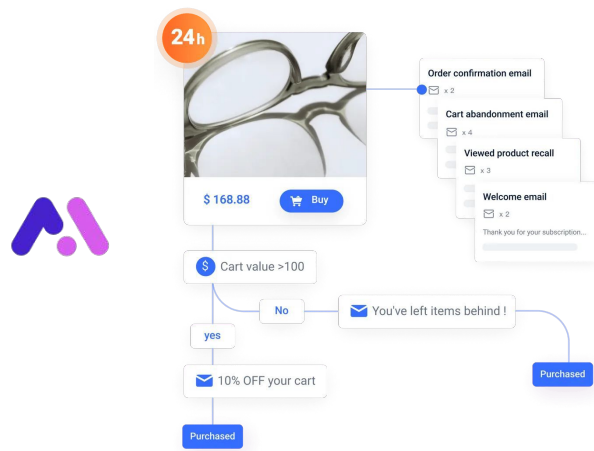 24h
$ 168.88
Buy
Order confirmation email
x 2
Cart abandonment email
x 4
Viewed product recall
x 3
Welcome email
x 2
Thank you for your subscription...
$ Cart value >100
No
You've left items behind !
yes
10% OFF your cart
Purchased
Purchased